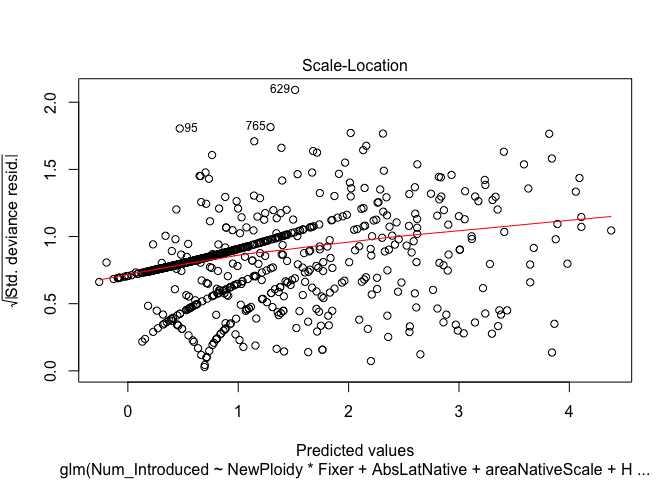 Scale-Location
√|Std. deviance resid.|
2.0
1.5
1.0
0.5
0.0
629
765
95
0 1 2 3 4
Predicted values
glm(Num_Introduced ~ NewPloidy * Fixer + AbsLatNative + areaNativeScale + H ...